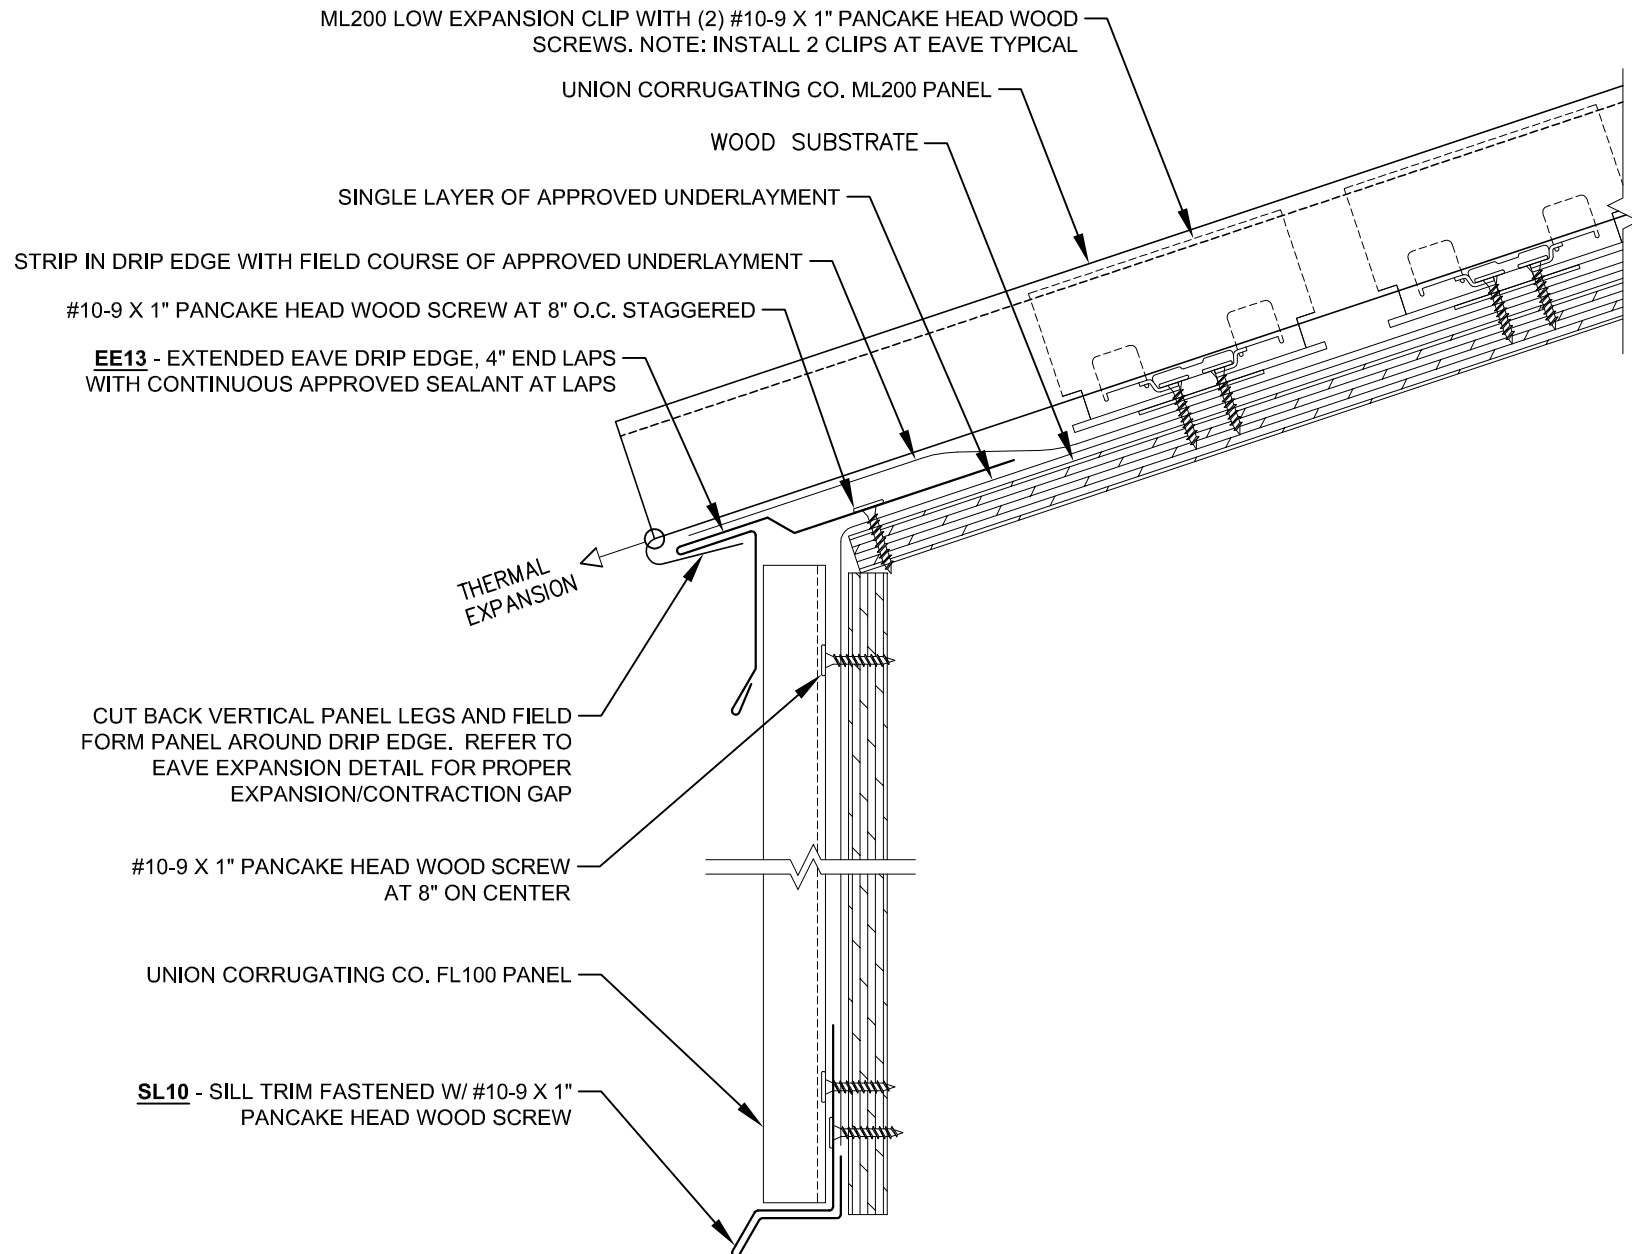 ML200 LOW EXPANSION CLIP WITH (2) #10-9 X 1" PANCAKE HEAD WOOD
SCREWS. NOTE: INSTALL 2 CLIPS AT EAVE TYPICAL
UNION CORRUGATING CO. ML200 PANEL
WOOD SUBSTRATE
SINGLE LAYER OF APPROVED UNDERLAYMENT
STRIP IN DRIP EDGE WITH FIELD COURSE OF APPROVED UNDERLAYMENT
#10-9 X 1" PANCAKE HEAD WOOD SCREW AT 8" O.C. STAGGERED
EE13 - EXTENDED EAVE DRIP EDGE, 4" END LAPS
WITH CONTINUOUS APPROVED SEALANT AT LAPS
THERMAL
EXPANSION
CUT BACK VERTICAL PANEL LEGS AND FIELD
FORM PANEL AROUND DRIP EDGE. REFER TO
EAVE EXPANSION DETAIL FOR PROPER
EXPANSION/CONTRACTION GAP
#10-9 X 1" PANCAKE HEAD WOOD SCREW
AT 8" ON CENTER
UNION CORRUGATING CO. FL100 PANEL
SL10 - SILL TRIM FASTENED W/ #10-9 X 1"
PANCAKE HEAD WOOD SCREW